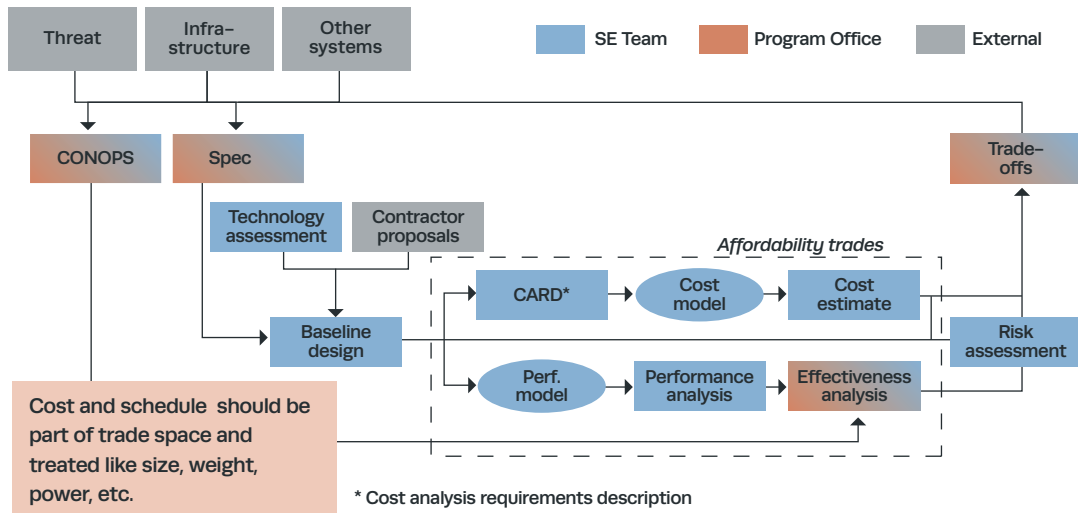 Threat
Infra-
structure
Other
systems
SE Team
Program Office
External
CONOPS
Spec
Trade-
offs
Technology
assessment
Contractor
proposals
Affordability trades
CARD*
Cost
model
Cost
estimate
Baseline
design
Risk
assessment
Perf.
model
Performance
analysis
Effectiveness
analysis
Cost and schedule should be
part of trade space and
treated like size, weight,
power, etc.
* Cost analysis requirements description